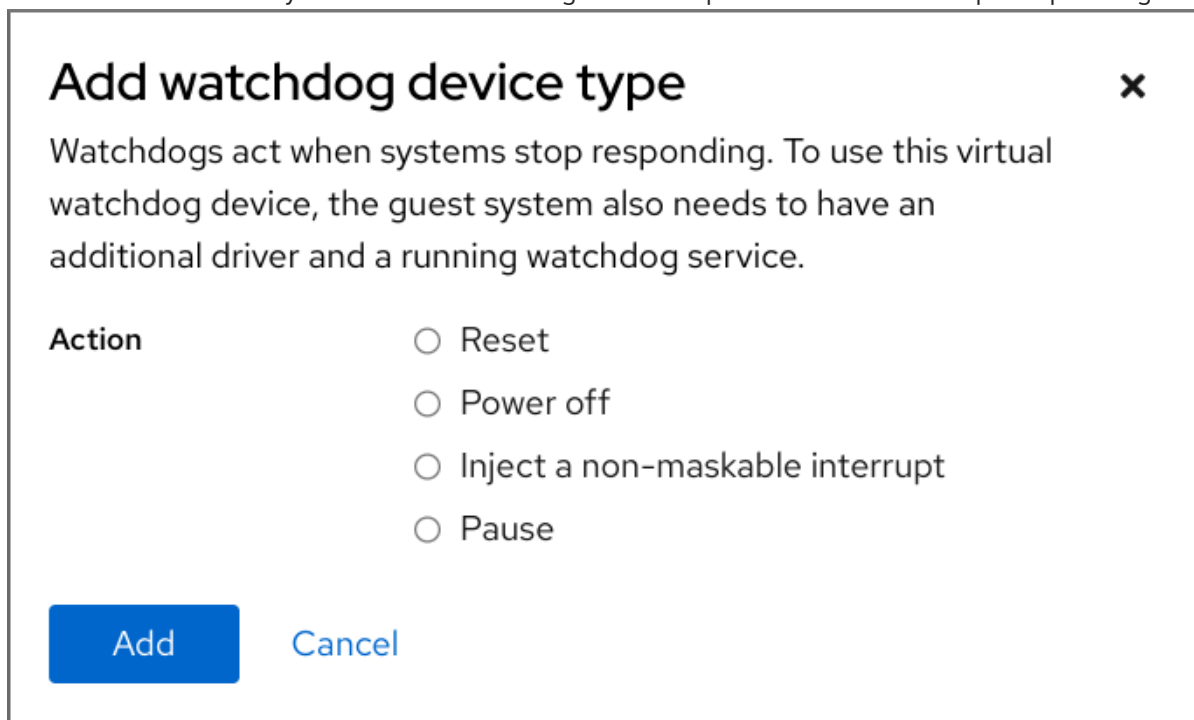 Add watchdog device type
Watchdogs act when systems stop responding. To use this virtual
watchdog device, the guest system also needs to have an
additional driver and a running watchdog service.
Action
Reset
Power off
Inject a non-maskable interrupt
Pause
Add
Cancel